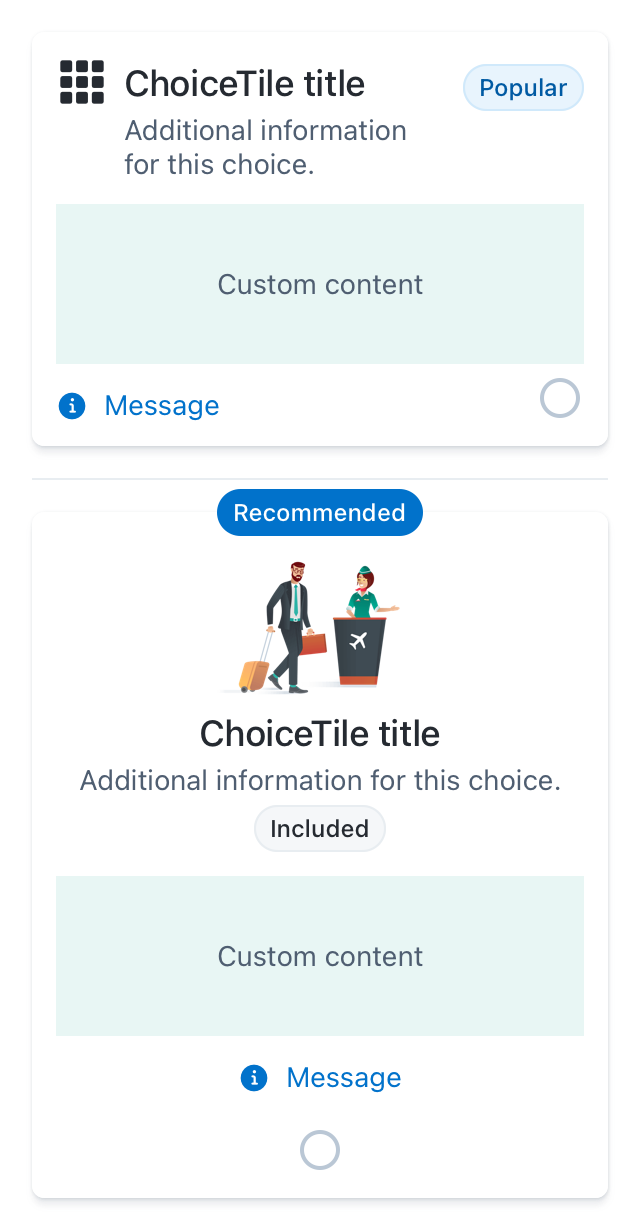 ChoiceTile title
Popular
Additional information
for this choice.
Custom content
Message
Recommended
ChoiceTile title
Additional information for this choice.
Included
Custom content
Message